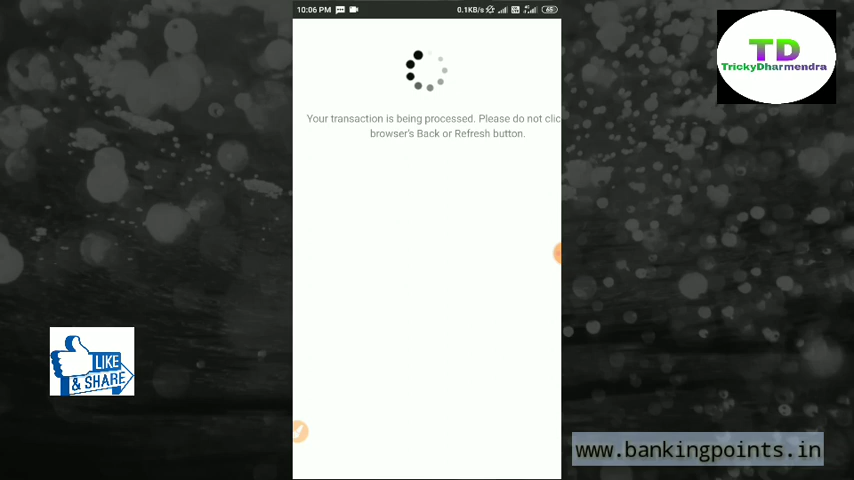 10:06 PM
0.1KB/s
65
TD
TrickyDharmendra
Your transaction is being processed. Please do not clic
browser's Back or Refresh button.
LIKE
& SHARE
www.bankingpoints.in